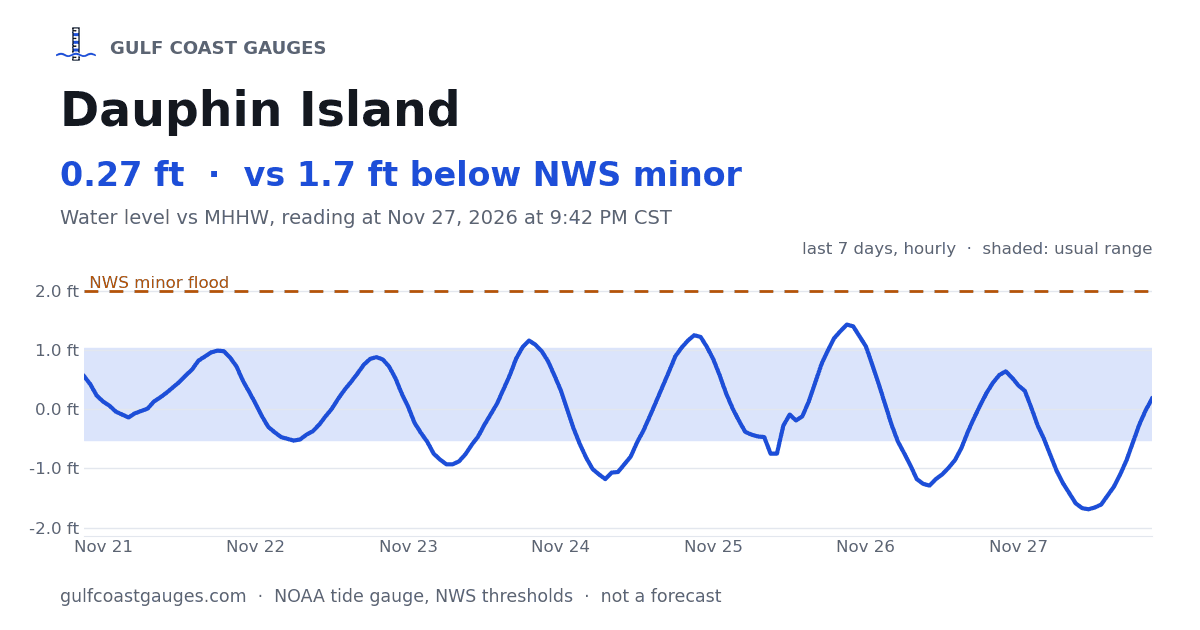 GULF COAST GAUGES
Dauphin Island
0.27 ft · vs 1.7 ft below NWS minor
Water level vs MHHW, reading at Nov 27, 2026 at 9:42 PM CST
last 7 days, hourly · shaded: usual range
NWS minor flood
2.0 ft
1.0 ft
0.0 ft
-1.0 ft
-2.0 ft
Nov 21 Nov 22 Nov 23 Nov 24 Nov 25 Nov 26 Nov 27
gulfcoastgauges.com · NOAA tide gauge, NWS thresholds · not a forecast